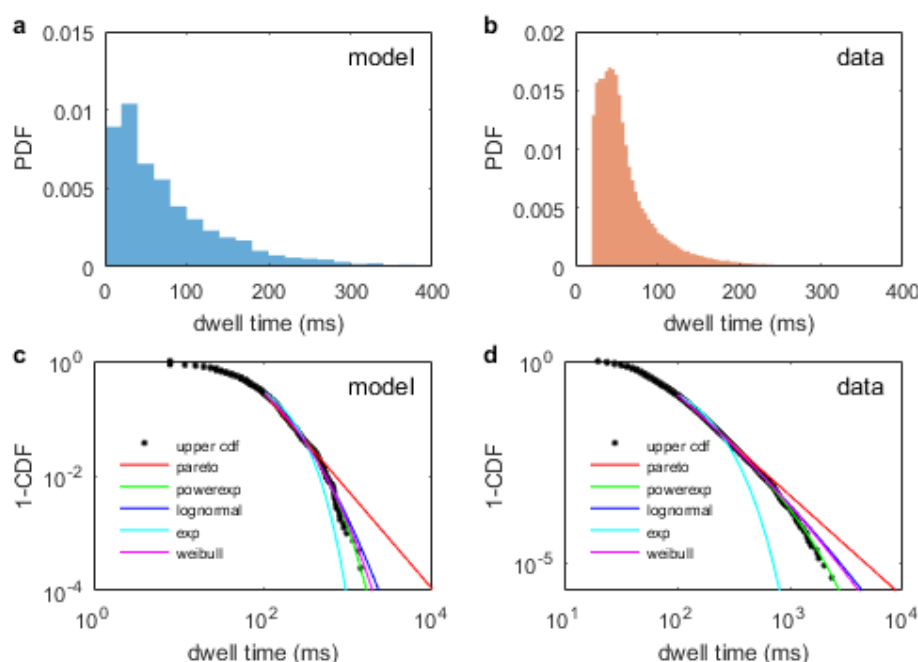 a
model
0.015
0.01
0.005
0
PDF
0 100 200 300 400
dwell time (ms)
b
data
0.02
0.015
0.01
0.005
0
PDF
0 100 200 300 400
dwell time (ms)
c
model
10^0
10^-2
10^-4
1-CDF
upper cdf
pareto
powerexp
lognormal
exp
weibull
10^0 10^2 10^4
dwell time (ms)
d
data
10^0
10^-5
1-CDF
upper cdf
pareto
powerexp
lognormal
exp
weibull
10^1 10^2 10^3 10^4
dwell time (ms)